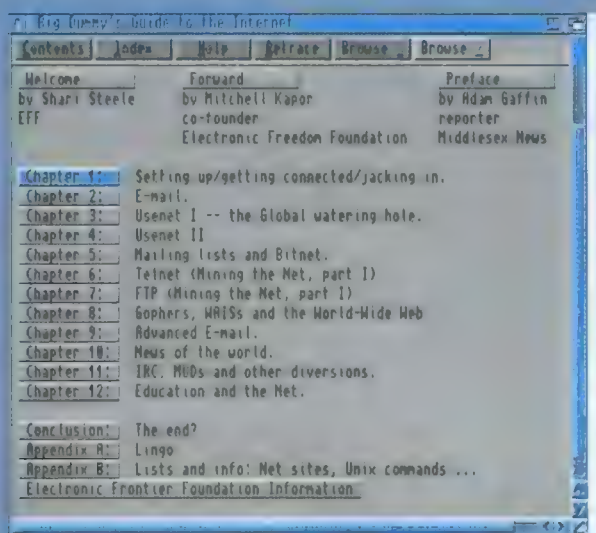 Big Dummy's Guide to the Internet
Contents Index Help Retrace Browse < Browse >
Welcome Forward Preface
by Shari Steele by Mitchell Kapor by Adam Gaffin
EFF co-founder reporter
Electronic Freedom Foundation Middlesex News
Chapter 1: Setting up/getting connected/jacking in.
Chapter 2: E-mail.
Chapter 3: Usenet I -- the Global watering hole.
Chapter 4: Usenet II
Chapter 5: Mailing lists and Bitnet.
Chapter 6: Telnet (Mining the Net, part I)
Chapter 7: FTP (Mining the Net, part I)
Chapter 8: Gophers, WAISs and the World-Wide Web
Chapter 9: Advanced E-mail.
Chapter 10: News of the world.
Chapter 11: IRC, MUDs and other diversions.
Chapter 12: Education and the Net.
Conclusion: The end?
Appendix A: Lingo
Appendix B: Lists and info: Net sites, Unix commands ...
Electronic Frontier Foundation Information